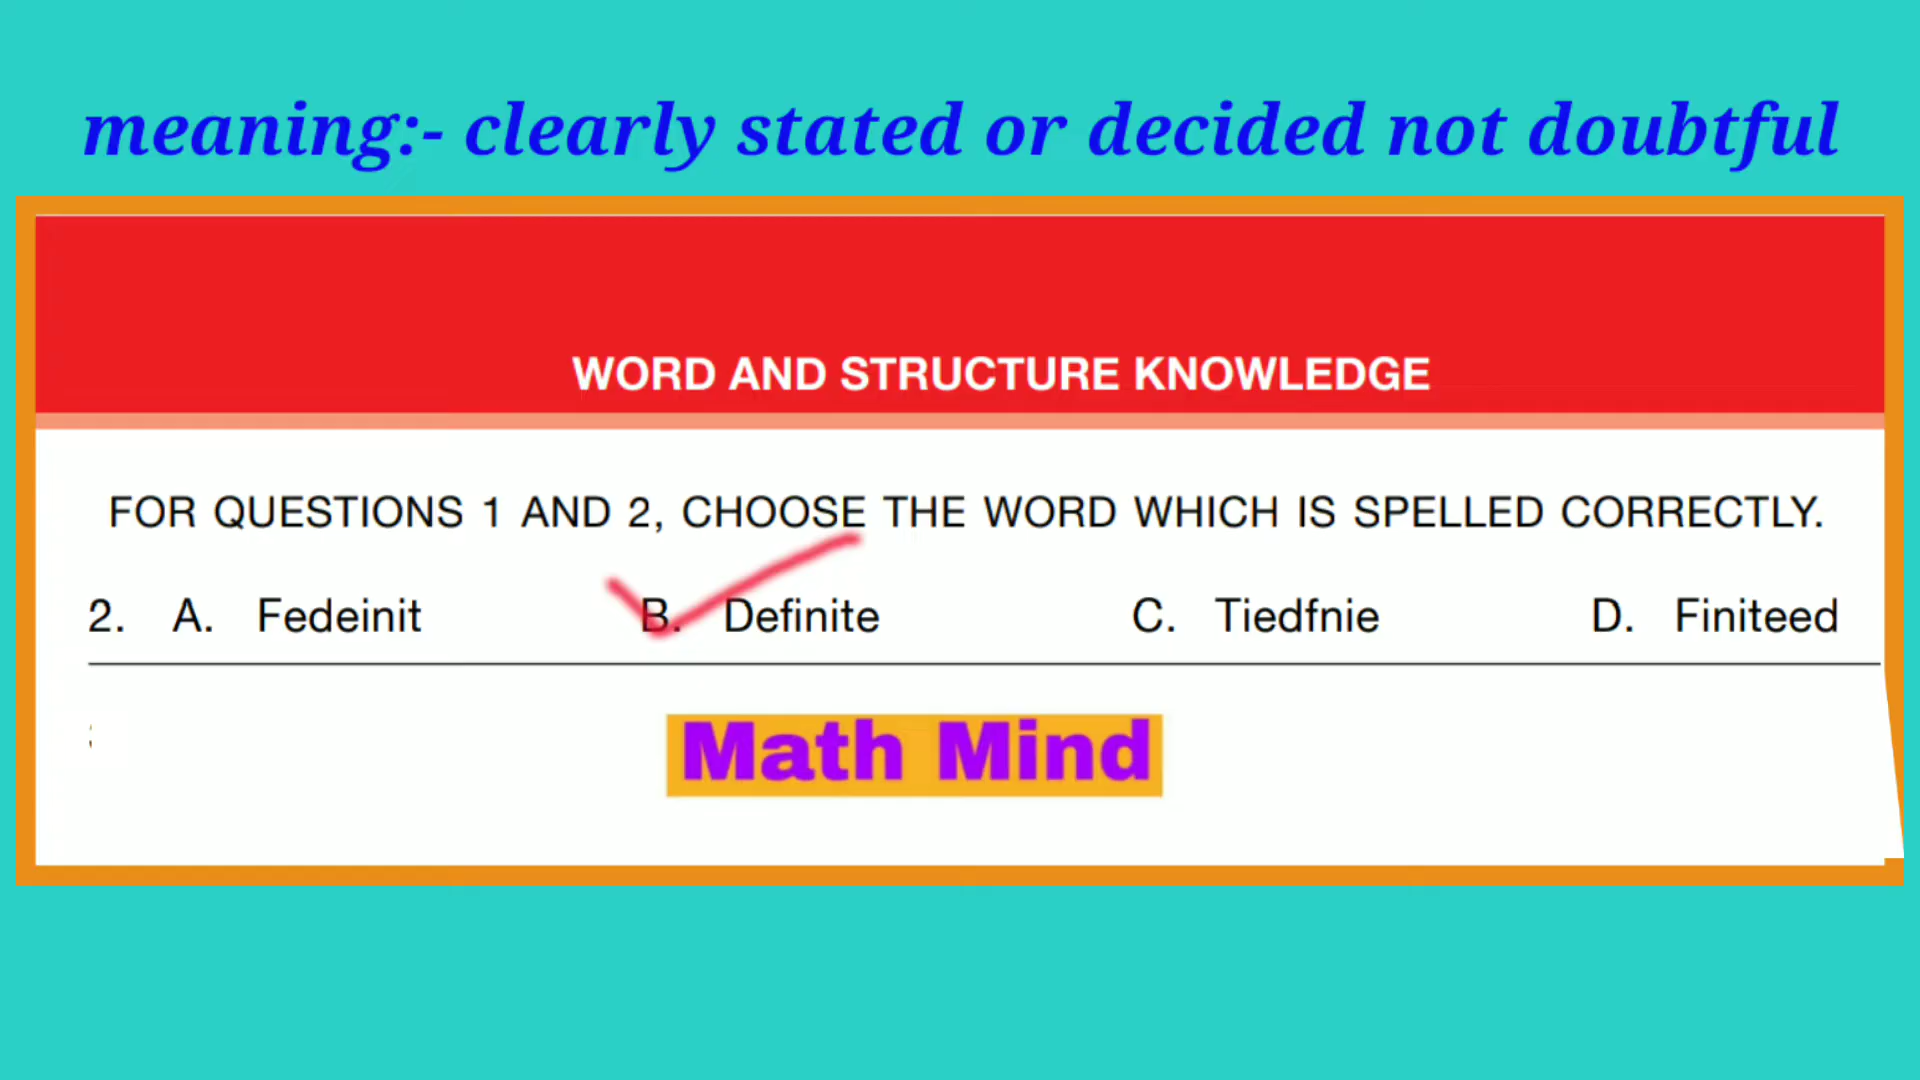 meaning:- clearly stated or decided not doubtful
WORD AND STRUCTURE KNOWLEDGE
FOR QUESTIONS 1 AND 2, CHOOSE THE WORD WHICH IS SPELLED CORRECTLY.
2. A. Fedeinit B. Definite C. Tiedfnie D. Finiteed
Math Mind